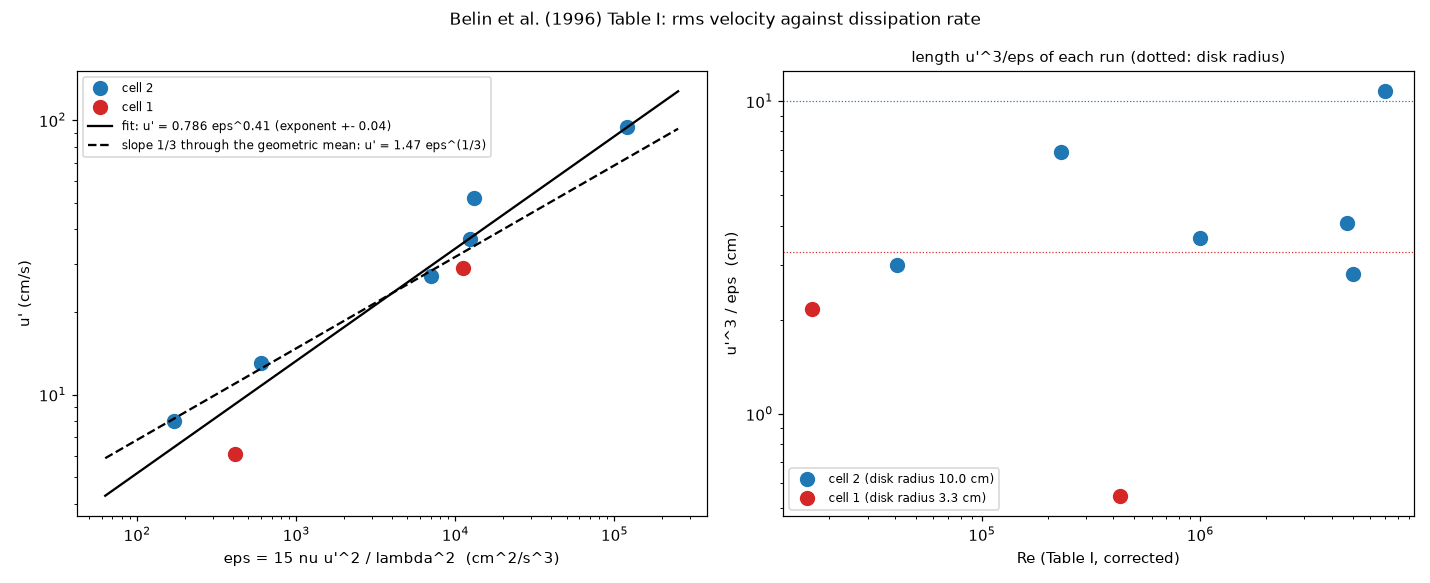 Belin et al. (1996) Table I: rms velocity against dissipation rate
cell 2
cell 1
fit: u' = 0.786 eps^0.41 (exponent +- 0.04)
slope 1/3 through the geometric mean: u' = 1.47 eps^(1/3)
10^2
10^1
u' (cm/s)
10^2 10^3 10^4 10^5
eps = 15 nu u'^2 / lambda^2 (cm^2/s^3)
length u'^3/eps of each run (dotted: disk radius)
10^1
10^0
u'^3 / eps (cm)
cell 2 (disk radius 10.0 cm)
cell 1 (disk radius 3.3 cm)
10^5 10^6
Re (Table I, corrected)